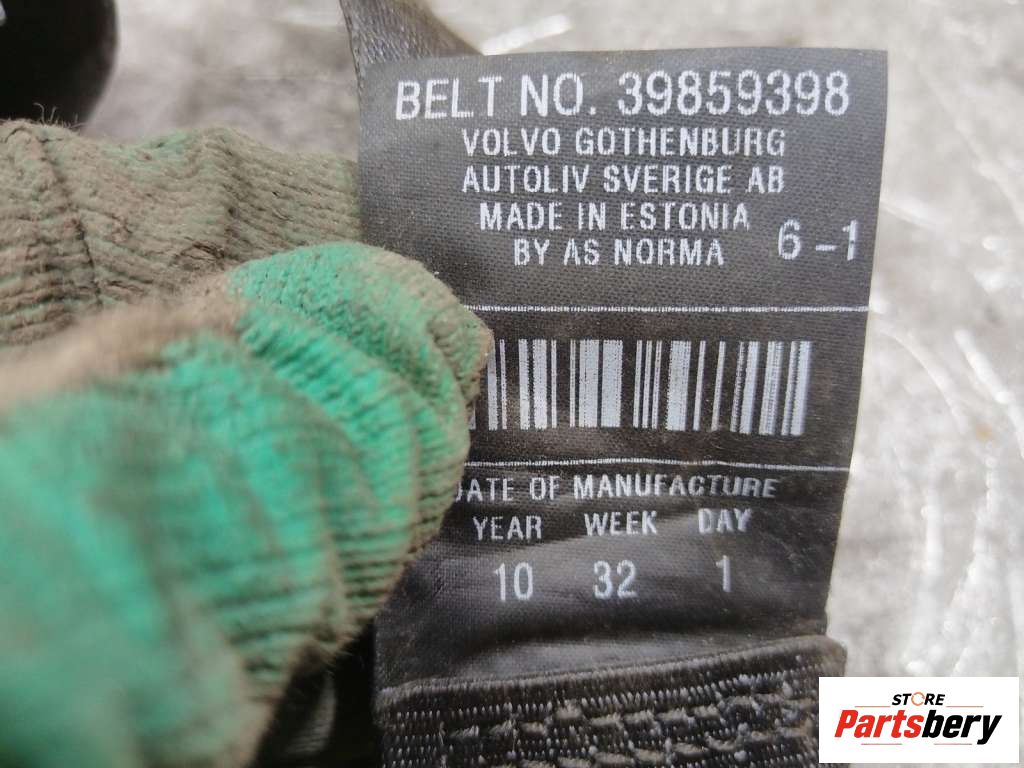 BELT NO. 39859398
VOLVO GOTHENBURG
AUTOLIV SVERIGE AB
MADE IN ESTONIA
BY AS NORMA 6-1
DATE OF MANUFACTURE
YEAR WEEK DAY
10 32 1
STORE
Partsbery